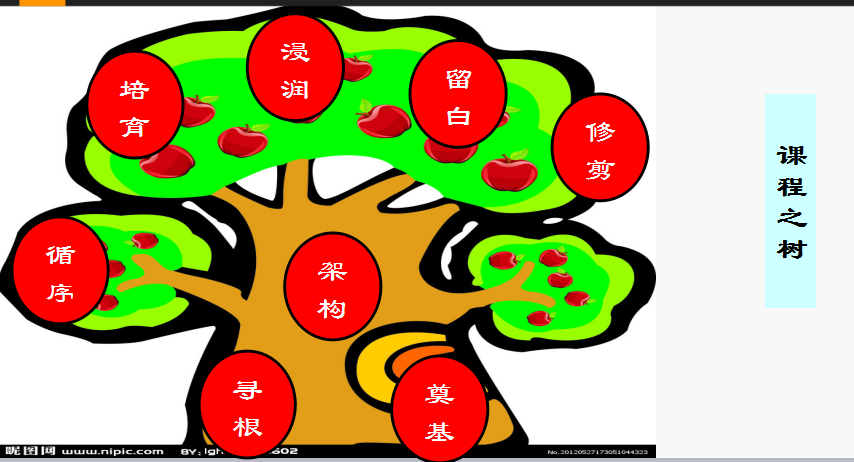 浸润
留白
培育
修剪
课程之树
循序
架构
寻根
奠基
昵图网 www.nipic.com
No.20120527173051044323